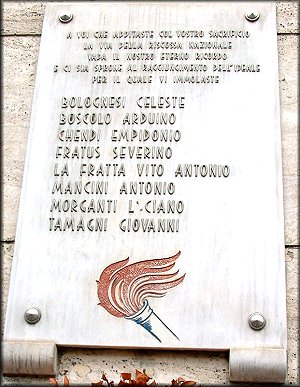 A VOI CHE ADDITASTE COL VOSTRO SACRIFICIO
LA VIA DELLA RISCOSSA NAZIONALE
VADA IL NOSTRO ETERNO RICORDO
E CI SIA SPRONE AL RAGGIUNGIMENTO DELL'IDEALE
PER IL QUALE VI IMMOLASTE
BOLOGNESI CELESTE
BOSCOLO ARDUINO
CHENDI EMPIDONIO
FRATUS SEVERINO
LA FRATTA VITO ANTONIO
MANCINI ANTONIO
MORGANTI L'CIANO
TAMAGNI GIOVANNI